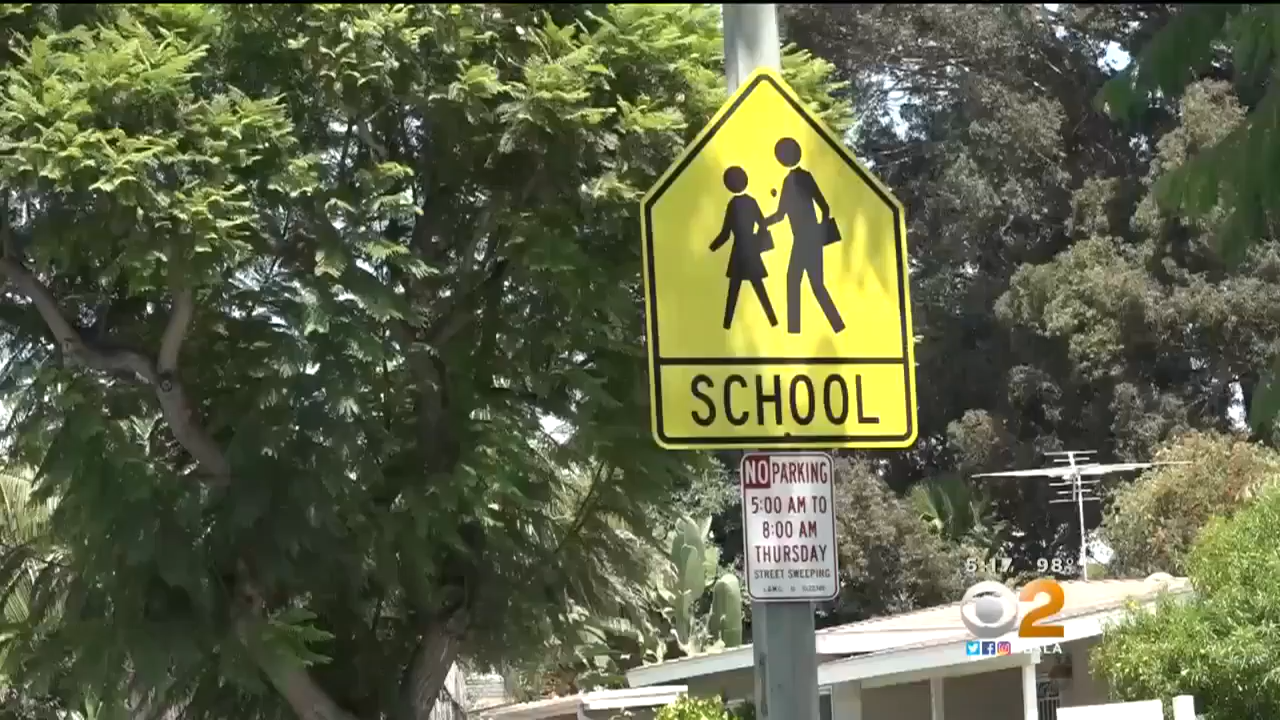 SCHOOL
NO PARKING
5:00 AM TO
8:00 AM
THURSDAY
STREET SWEEPING
5:17 98°
2